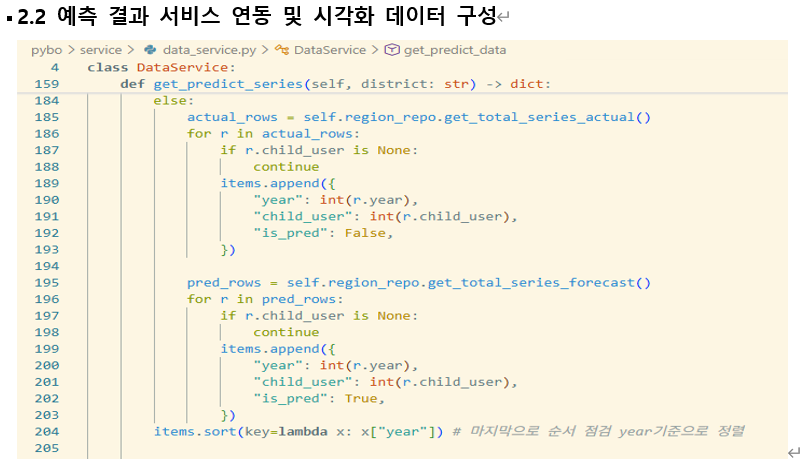 ▪2.2 예측 결과 서비스 연동 및 시각화 데이터 구성↵
pybo > service > data_service.py > DataService > get_predict_data
4 class DataService:
159 def get_predict_series(self, district: str) -> dict:
184 else:
185 actual_rows = self.region_repo.get_total_series_actual()
186 for r in actual_rows:
187 if r.child_user is None:
188 continue
189 items.append({
190 "year": int(r.year),
191 "child_user": int(r.child_user),
192 "is_pred": False,
193 })
194
195 pred_rows = self.region_repo.get_total_series_forecast()
196 for r in pred_rows:
197 if r.child_user is None:
198 continue
199 items.append({
200 "year": int(r.year),
201 "child_user": int(r.child_user),
202 "is_pred": True,
203 })
204 items.sort(key=lambda x: x["year"]) # 마지막으로 순서 점검 year기준으로 정렬
205
↵